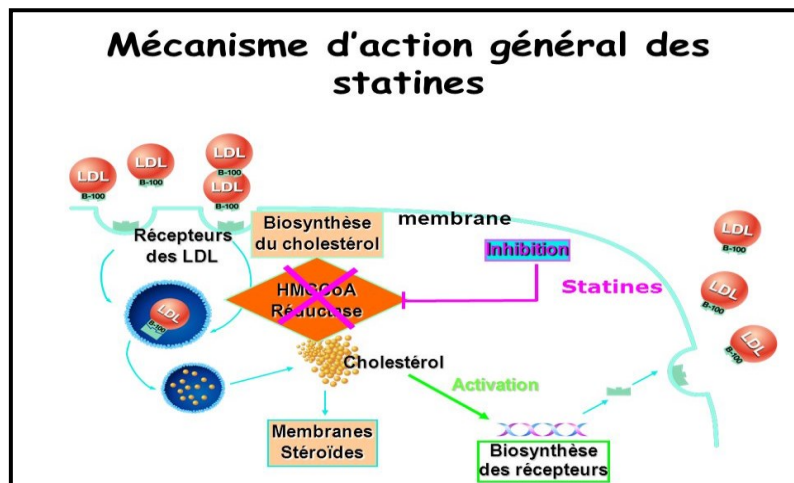 Mécanisme d'action général des
statines
LDL
B-100
LDL
B-100
LDL
LDL
B-100
Récepteurs
des LDL
Biosynthèse
du cholestérol
membrane
Inhibition
Statines
HMGCoA
Réductase
LDL
B-100
Cholestérol
Activation
Membranes
Stéroïdes
Biosynthèse
des récepteurs
LDL
B-100
LDL
B-100
LDL
B-100